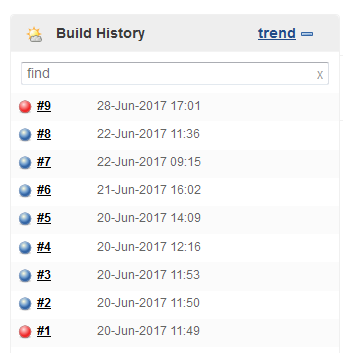 Build History trend
find x
#9 28-Jun-2017 17:01
#8 22-Jun-2017 11:36
#7 22-Jun-2017 09:15
#6 21-Jun-2017 16:02
#5 20-Jun-2017 14:09
#4 20-Jun-2017 12:16
#3 20-Jun-2017 11:53
#2 20-Jun-2017 11:50
#1 20-Jun-2017 11:49